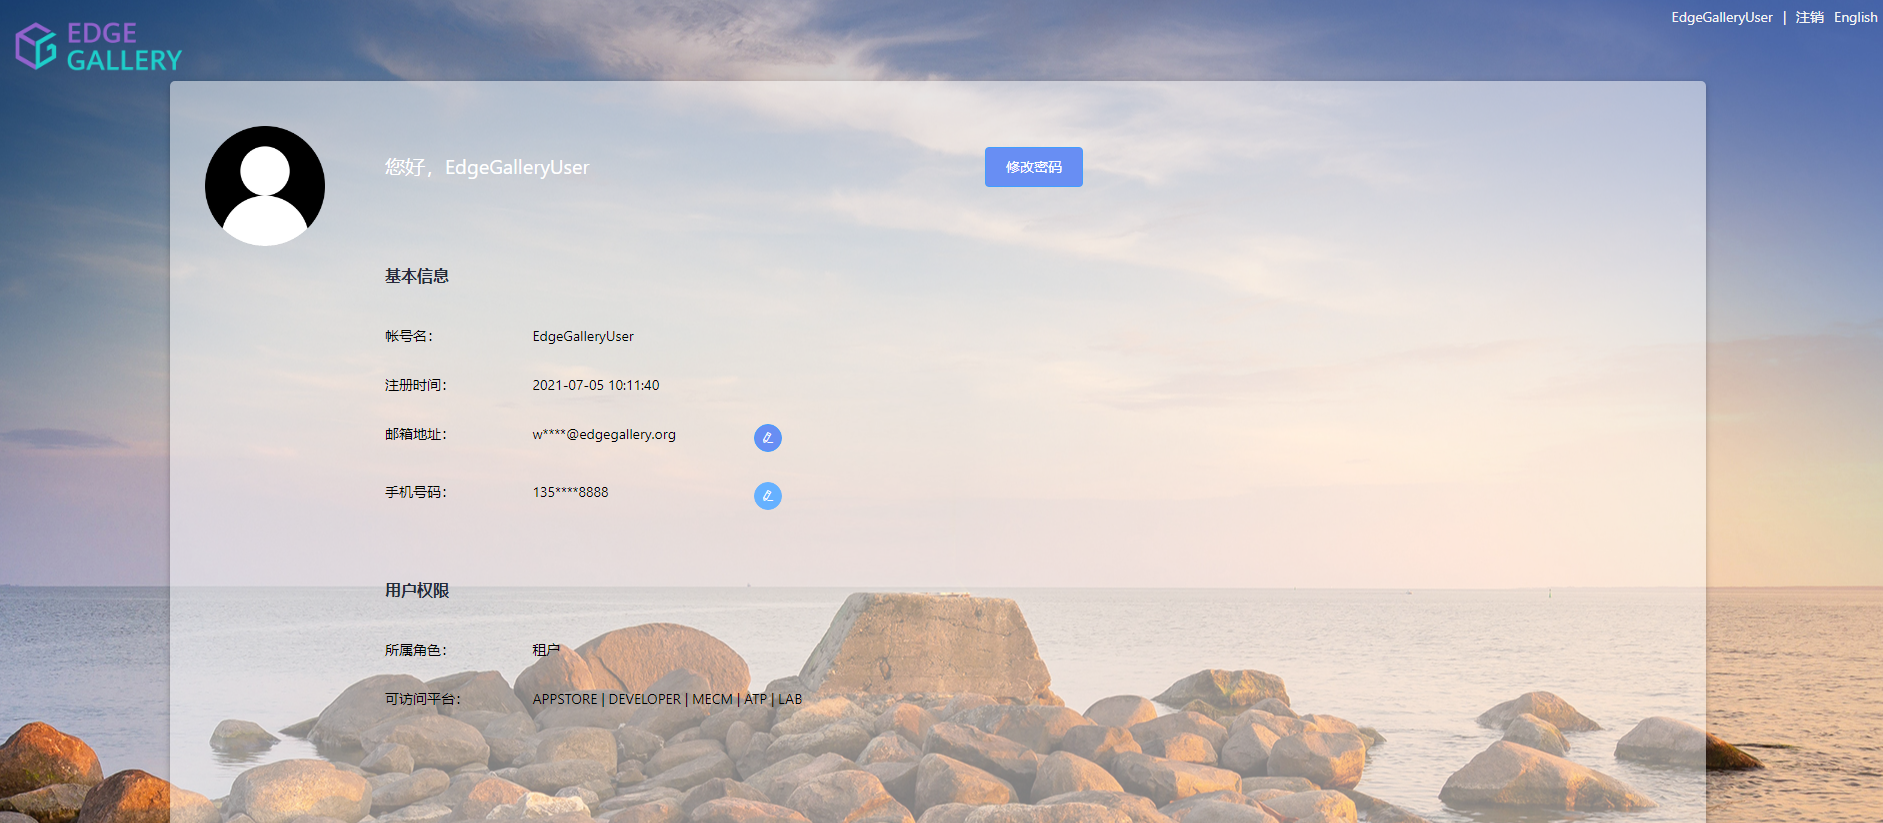 EDGE
GALLERY
EdgeGalleryUser | 注销 English
您好，EdgeGalleryUser
修改密码
基本信息
帐号名： EdgeGalleryUser
注册时间： 2021-07-05 10:11:40
邮箱地址： w****@edgegallery.org
手机号码： 135****8888
用户权限
所属角色： 租户
可访问平台： APPSTORE | DEVELOPER | MECM | ATP | LAB